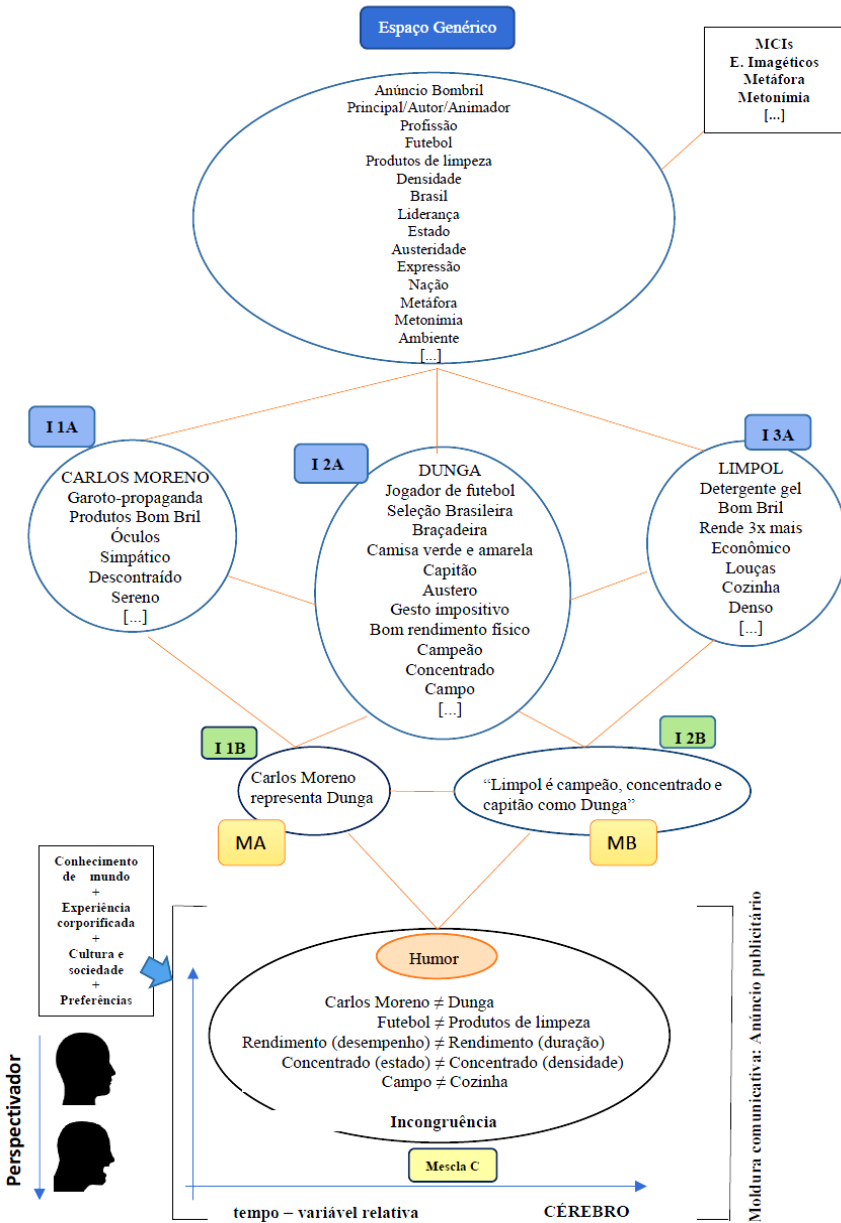 Espaço Genérico
MCIs
E. Imagéticos
Metáfora
Metonímia
[...]
Anúncio Bombril
Principal/Autor/Animador
Profissão
Futebol
Produtos de limpeza
Densidade
Brasil
Liderança
Estado
Austeridade
Expressão
Nação
Metáfora
Metonímia
Ambiente
[...]
I 1A
CARLOS MORENO
Garoto-propaganda
Produtos Bom Bril
Óculos
Simpático
Descontraído
Sereno
[...]
I 2A
DUNGA
Jogador de futebol
Seleção Brasileira
Braçadeira
Camisa verde e amarela
Capitão
Austero
Gesto impositivo
Bom rendimento físico
Campeão
Concentrado
Campo
[...]
I 3A
LIMPOL
Detergente gel
Bom Bril
Rende 3x mais
Econômico
Louças
Cozinha
Denso
[...]
I 1B
Carlos Moreno
representa Dunga
MA
I 2B
“Limpol é campeão, concentrado e
capitão como Dunga”
MB
Conhecimento
de mundo
+
Experiência
corporificada
+
Cultura e
sociedade
+
Preferências
Perspectivador
Humor
Carlos Moreno ≠ Dunga
Futebol ≠ Produtos de limpeza
Rendimento (desempenho) ≠ Rendimento (duração)
Concentrado (estado) ≠ Concentrado (densidade)
Campo ≠ Cozinha
Incongruência
Mescla C
tempo – variável relativa
CÉREBRO
Moldura comunicativa: Anúncio publicitário